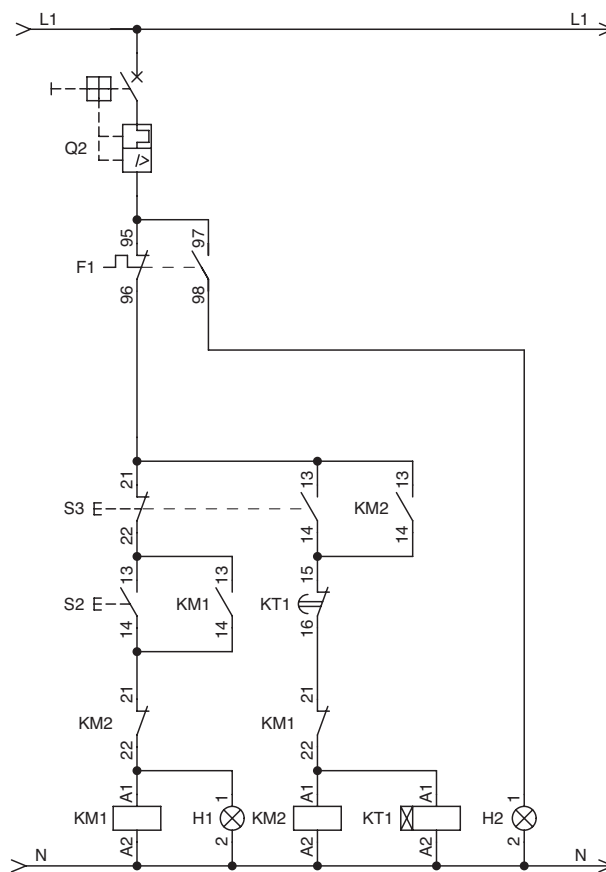 L1 L1
Q2
I>
95 97
F1
96 98
21 13 13
S3 KM2
22 14 14
13 13 15
S2 KM1 KT1
14 14 16
21 21
KM2 KM1
22 22
A1 1 A1 A1 1
KM1 H1 KM2 KT1 H2
A2 2 A2 A2 2
N N